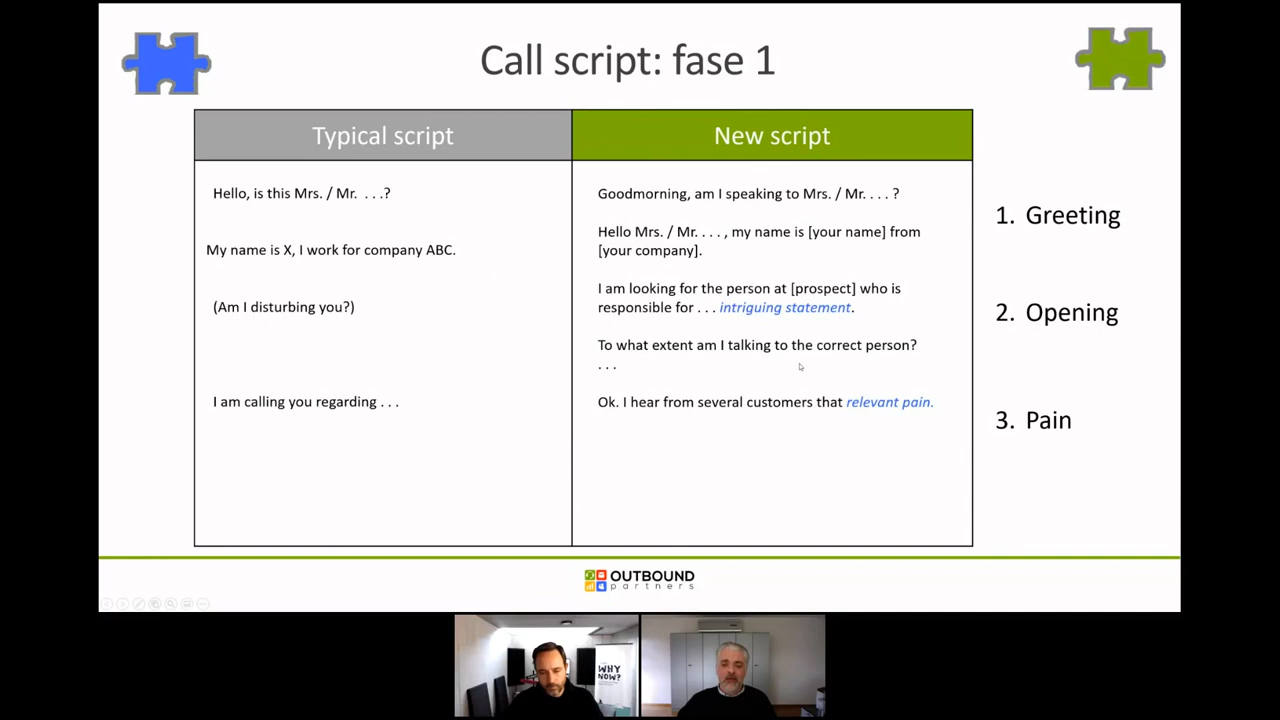 Call script: fase 1
Typical script
New script
Hello, is this Mrs. / Mr. . . .?
My name is X, I work for company ABC.
(Am I disturbing you?)
I am calling you regarding . . .
Goodmorning, am I speaking to Mrs. / Mr. . . . ?
Hello Mrs. / Mr. . . . , my name is [your name] from
[your company].
I am looking for the person at [prospect] who is
responsible for . . . intriguing statement.
To what extent am I talking to the correct person?
. . .
Ok. I hear from several customers that relevant pain.
1. Greeting
2. Opening
3. Pain
OUTBOUND
partners
WHY
NOW?